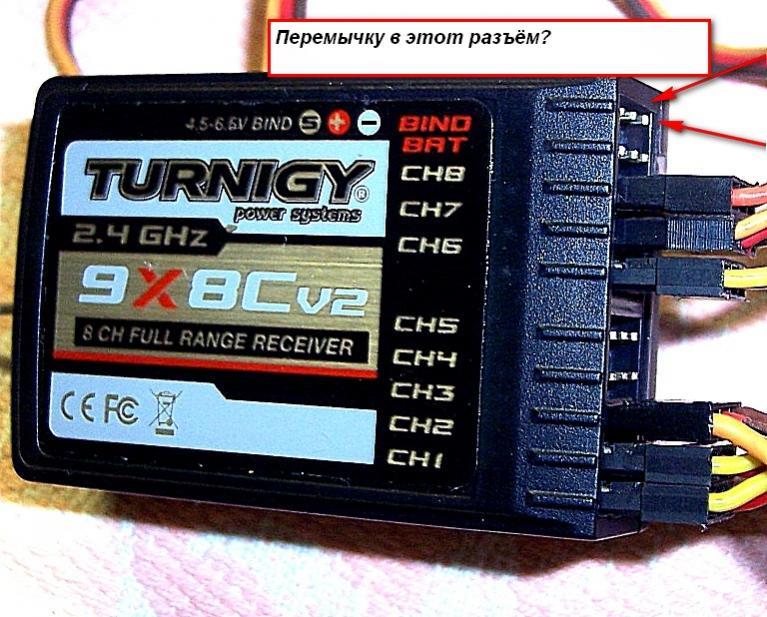 Перемычку в этот разъём?
4.5-6.5V BIND S + −
BIND
BAT
TURNIGY®
power systems
2.4 GHz
9X8Cv2
8 CH FULL RANGE RECEIVER
CE FC
CH8
CH7
CH6
CH5
CH4
CH3
CH2
CH1